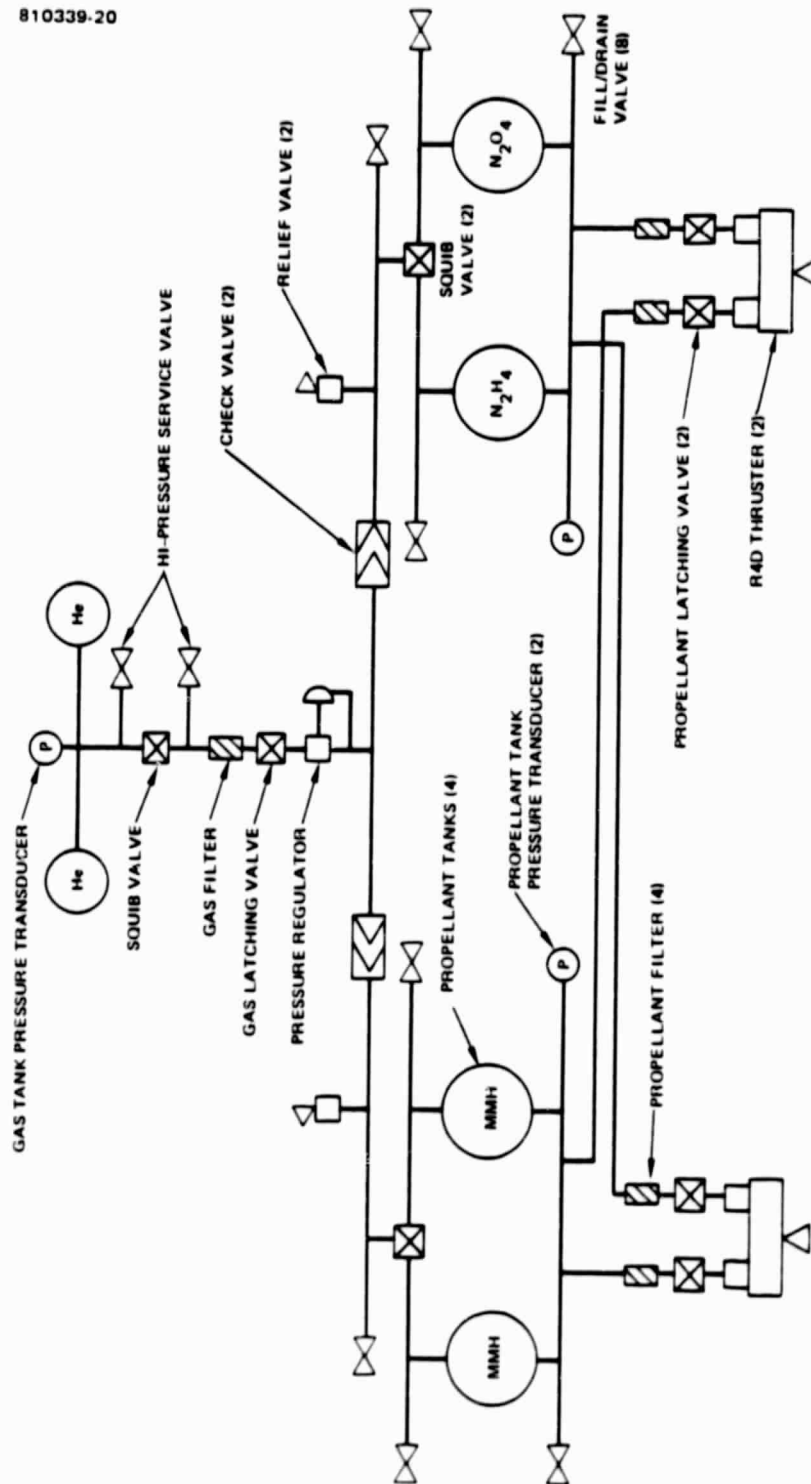 810339-20
GAS TANK PRESSURE TRANSDUCER
He
P
He
HI-PRESSURE SERVICE VALVE
SQUIB VALVE
GAS FILTER
GAS LATCHING VALVE
PRESSURE REGULATOR
CHECK VALVE (2)
RELIEF VALVE (2)
SQUIB
VALVE (2)
MMH
MMH
PROPELLANT TANKS (4)
N₂H₄
N₂O₄
P
PROPELLANT TANK
PRESSURE TRANSDUCER (2)
P
FILL/DRAIN
VALVE (8)
PROPELLANT FILTER (4)
PROPELLANT LATCHING VALVE (2)
R4D THRUSTER (2)